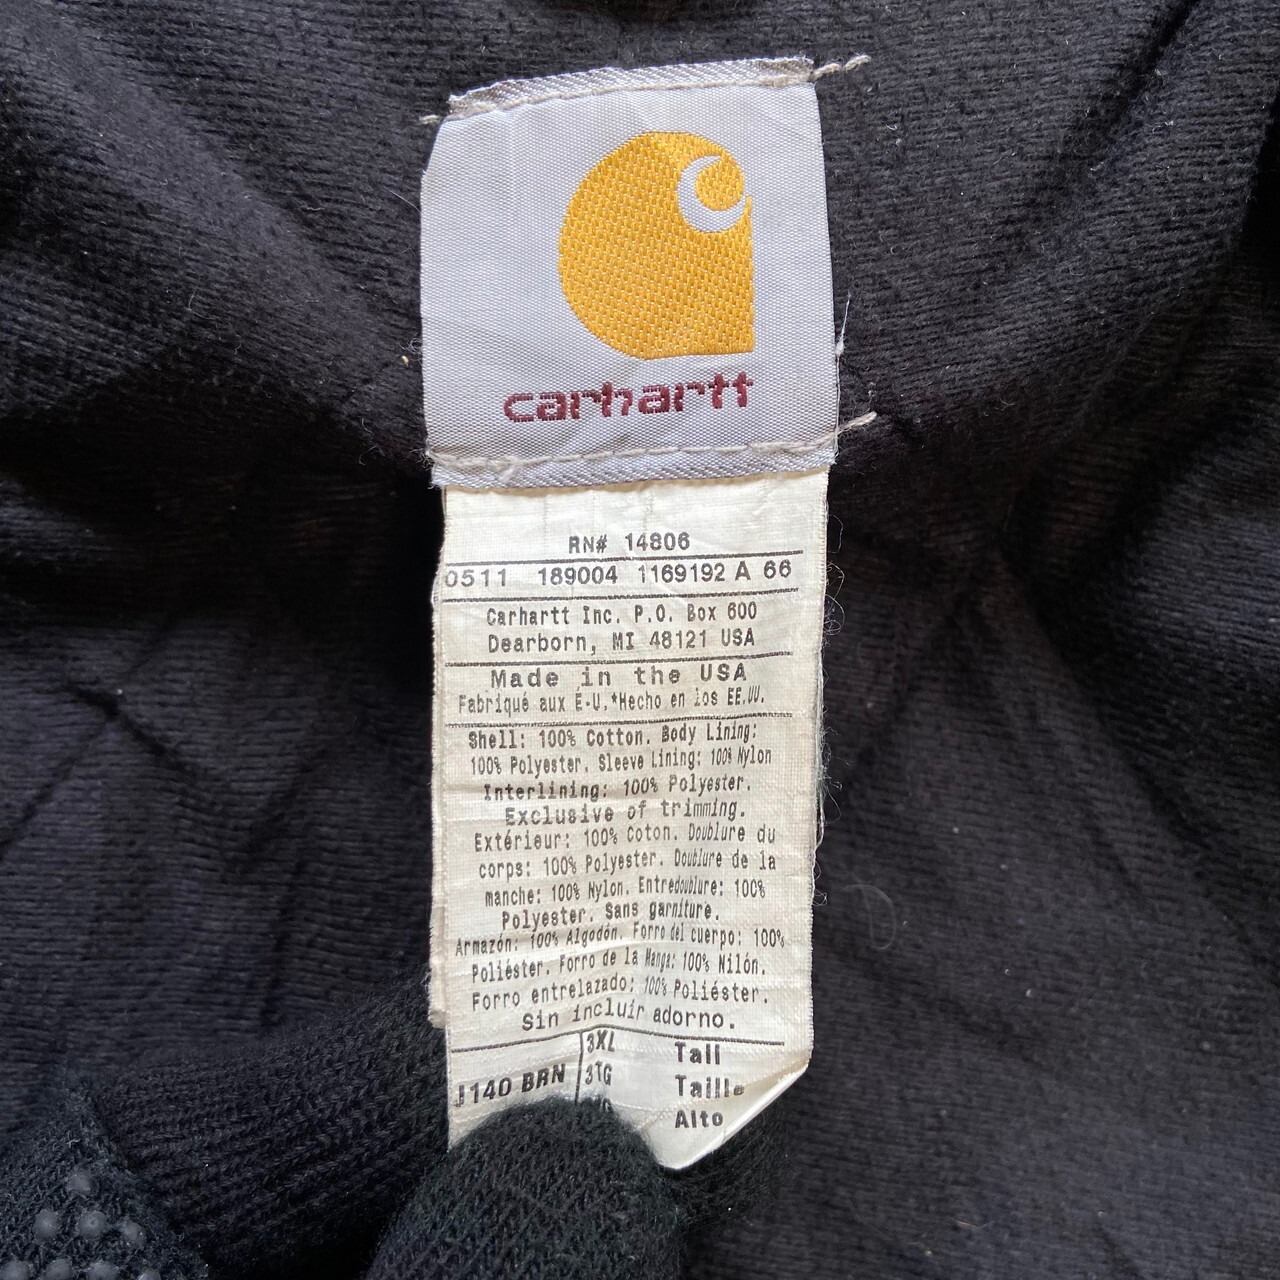 carhartt
RN# 14806
0511 189004 1169192 A 66
Carhartt Inc. P.O. Box 600
Dearborn, MI 48121 USA
Made in the USA
Fabriqué aux É-U.*Hecho en los EE.UU.
Shell: 100% Cotton. Body Lining:
100% Polyester. Sleeve Lining: 100% Nylon
Interlining: 100% Polyester.
Exclusive of trimming.
Extérieur: 100% Coton. Doublure du
corps: 100% Polyester. Doublure de la
manche: 100% Nylon. Entredoublure: 100%
Polyester. Sans garniture.
Armazón: 100% Algodón. Forro del cuerpo: 100%
Poliéster. Forro de la Manga: 100% Nilón.
Forro entrelazado: 100% Poliéster.
Sin incluir adorno.
J140 BRN
3XL Tall
3TG Taille
Alto